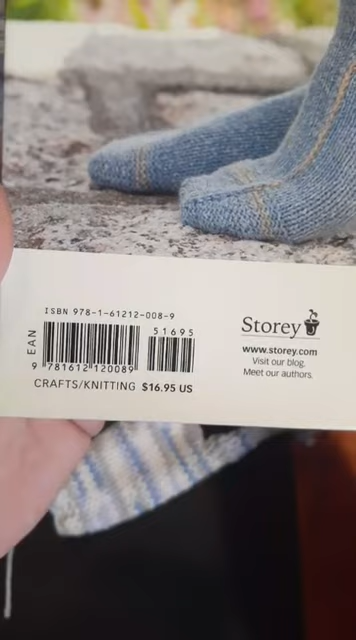 ISBN 978-1-61212-008-9
51695
EAN
9 781612 120089
CRAFTS/KNITTING $16.95 US
Storey
www.storey.com
Visit our blog.
Meet our authors.